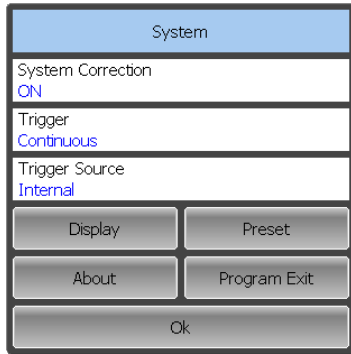 System
System Correction
ON
Trigger
Continuous
Trigger Source
Internal
Display Preset
About Program Exit
Ok